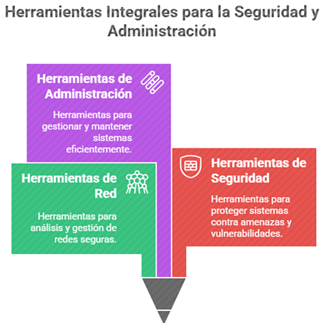 Herramientas Integrales para la Seguridad y
Administración
Herramientas de
Administración
Herramientas para
gestionar y mantener
sistemas
eficientemente.
Herramientas de
Red
Herramientas para
análisis y gestión de
redes seguras.
Herramientas de
Seguridad
Herramientas para
proteger sistemas
contra amenazas y
vulnerabilidades.